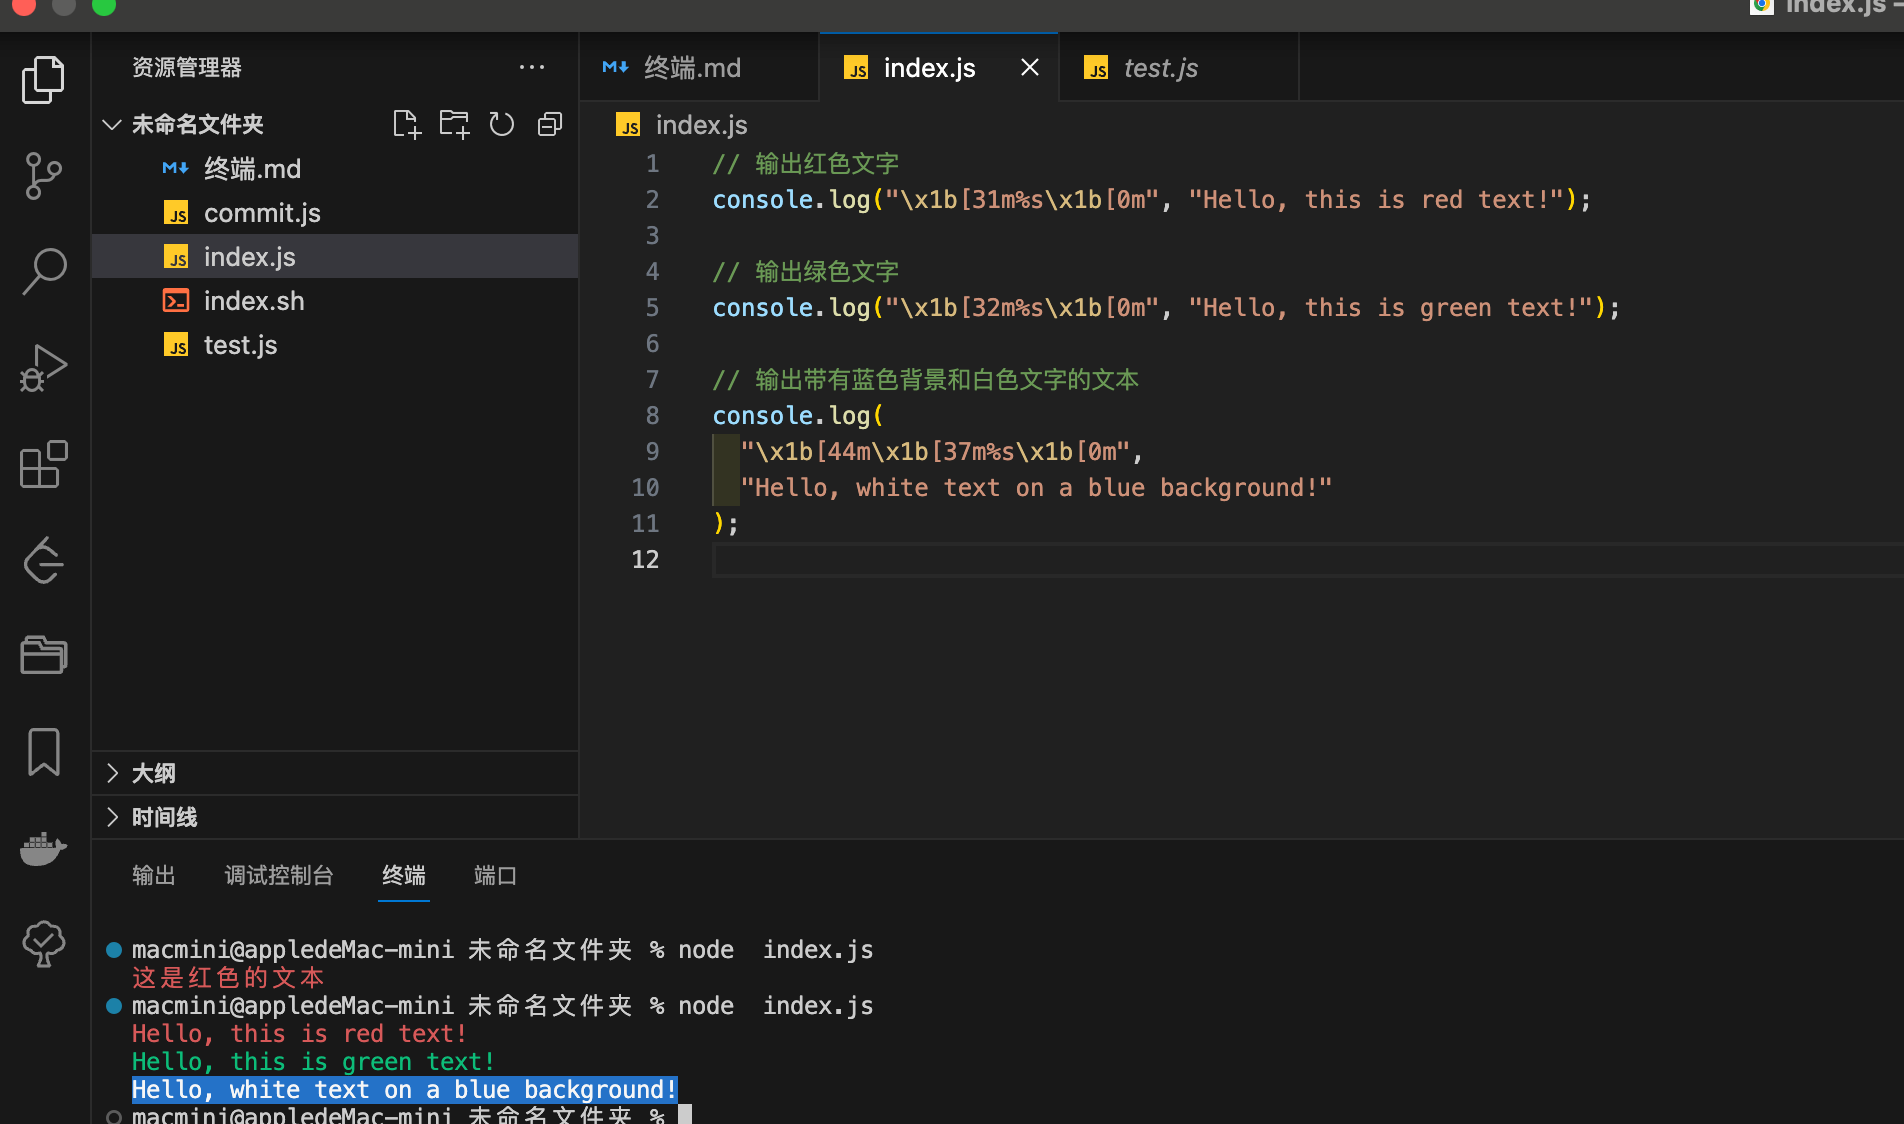 index.js —
资源管理器
终端.md
index.js
test.js
未命名文件夹
终端.md
commit.js
index.js
index.sh
test.js
大纲
时间线
index.js
1 // 输出红色文字
2 console.log("\x1b[31m%s\x1b[0m", "Hello, this is red text!");
3
4 // 输出绿色文字
5 console.log("\x1b[32m%s\x1b[0m", "Hello, this is green text!");
6
7 // 输出带有蓝色背景和白色文字的文本
8 console.log(
9 "\x1b[44m\x1b[37m%s\x1b[0m",
10 "Hello, white text on a blue background!"
11 );
12
输出 调试控制台 终端 端口
macmini@appledeMac-mini 未命名文件夹 % node  index.js
这是红色的文本
macmini@appledeMac-mini 未命名文件夹 % node  index.js
Hello, this is red text!
Hello, this is green text!
Hello, white text on a blue background!
macmini@appledeMac-mini 未命名文件夹 %